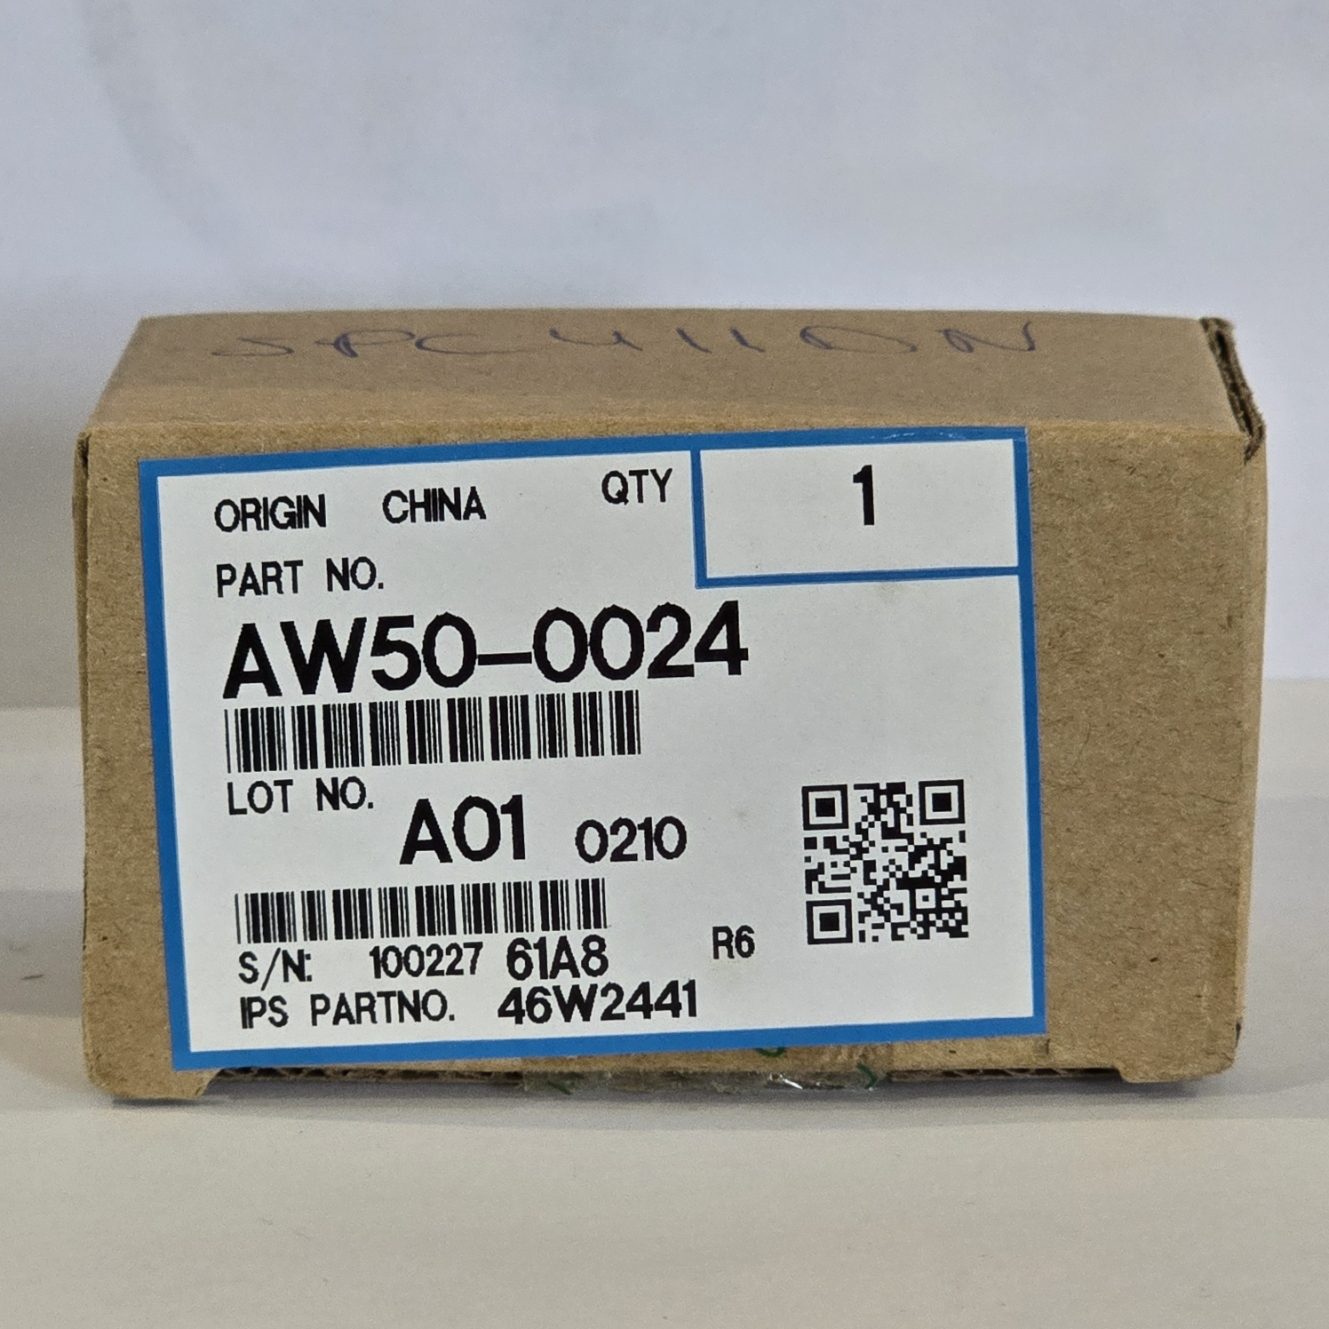 SPC411DN
ORIGIN CHINA QTY 1
PART NO.
AW50-0024
LOT NO.
A01 0210
S/N: 100227 61A8 R6
IPS PARTNO. 46W2441